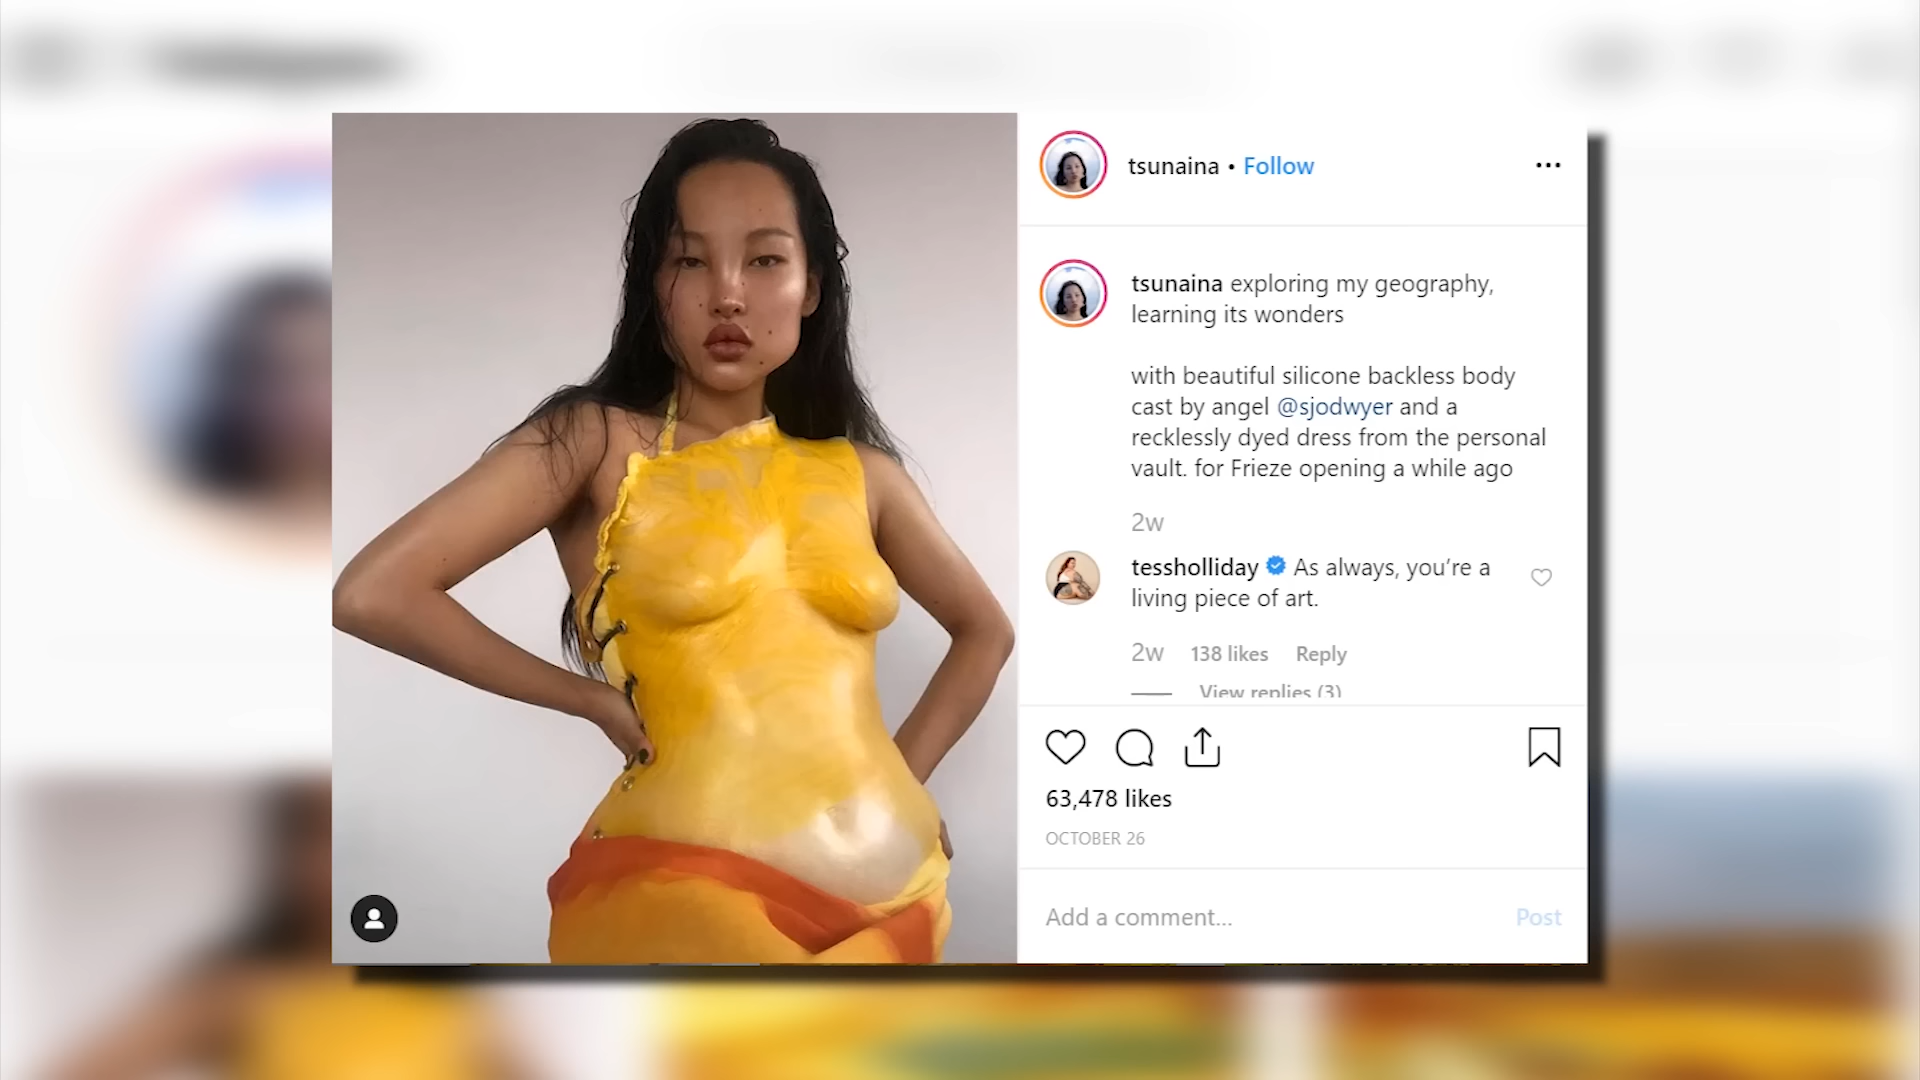 tsunaina • Follow
tsunaina exploring my geography,
learning its wonders
with beautiful silicone backless body
cast by angel @sjodwyer and a
recklessly dyed dress from the personal
vault. for Frieze opening a while ago
2w
tessholliday As always, you’re a
living piece of art.
2w 138 likes Reply
View replies (3)
63,478 likes
OCTOBER 26
Add a comment... Post